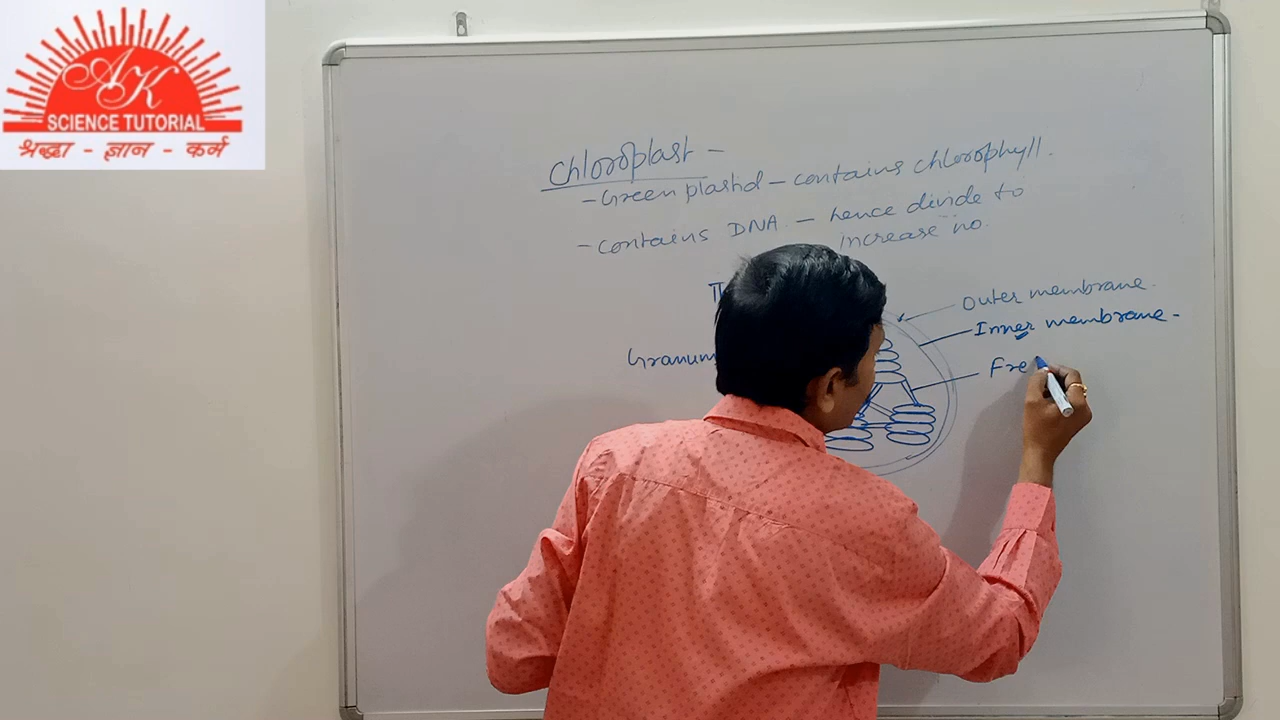 AK
SCIENCE TUTORIAL
श्रद्धा - ज्ञान - कर्म
Chloroplast -
- Green plastid - contains chlorophyll.
- contains DNA - hence divide to
increase no.
Outer membrane.
Inner membrane -
Granum
Fre